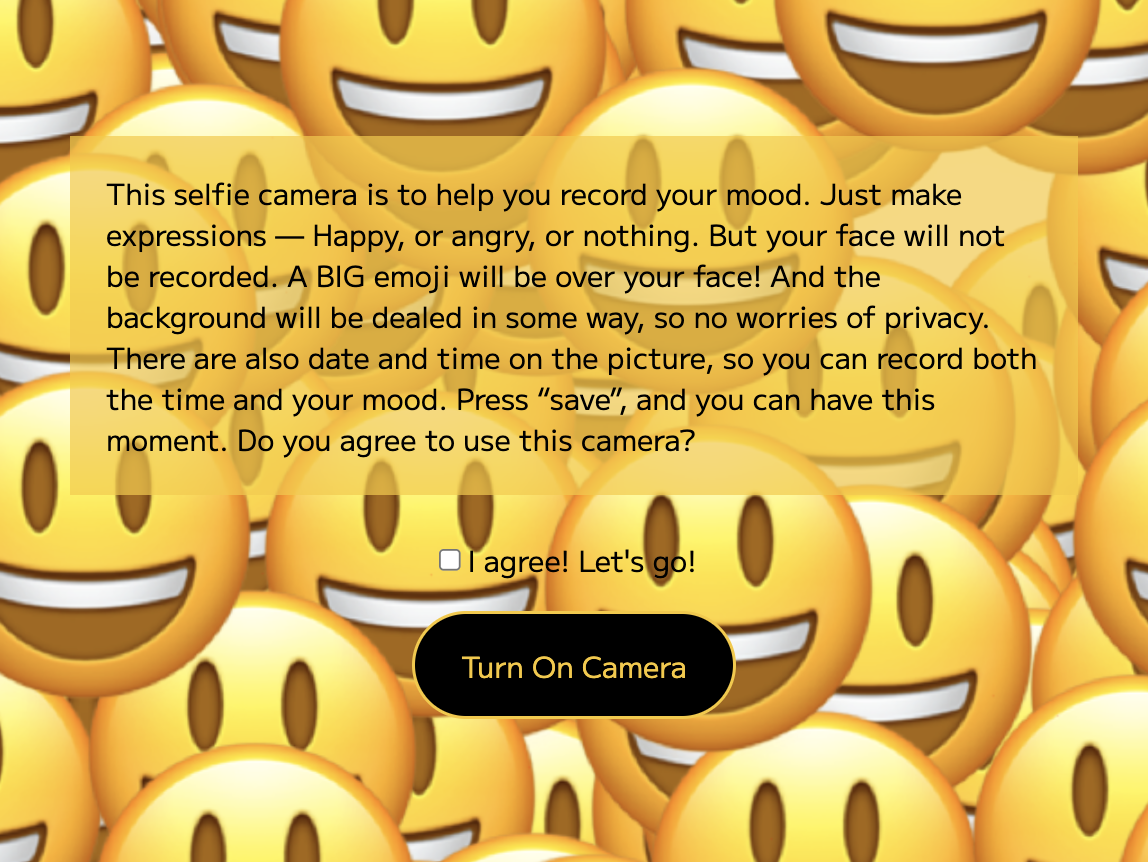 This selfie camera is to help you record your mood. Just make
expressions — Happy, or angry, or nothing. But your face will not
be recorded. A BIG emoji will be over your face! And the
background will be dealed in some way, so no worries of privacy.
There are also date and time on the picture, so you can record both
the time and your mood. Press “save”, and you can have this
moment. Do you agree to use this camera?
I agree! Let's go!
Turn On Camera